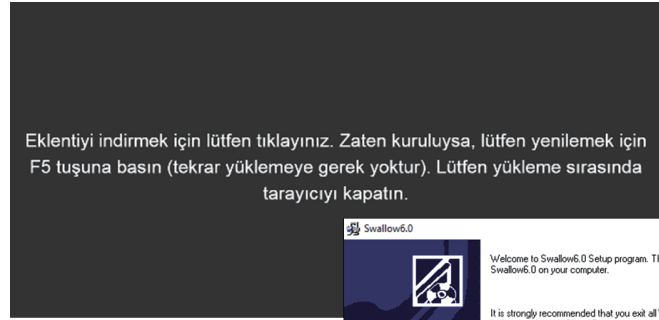 Eklentiyi indirmek için lütfen tıklayınız. Zaten kuruluysa, lütfen yenilemek için
F5 tuşuna basın (tekrar yüklemeye gerek yoktur). Lütfen yükleme sırasında
tarayıcıyı kapatın.
Swallow6.0
Welcome to Swallow6.0 Setup program.
Swallow6.0 on your computer.
It is strongly recommended that you exit all